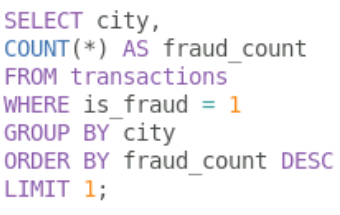 SELECT city,
COUNT(*) AS fraud_count
FROM transactions
WHERE is_fraud = 1
GROUP BY city
ORDER BY fraud_count DESC
LIMIT 1;